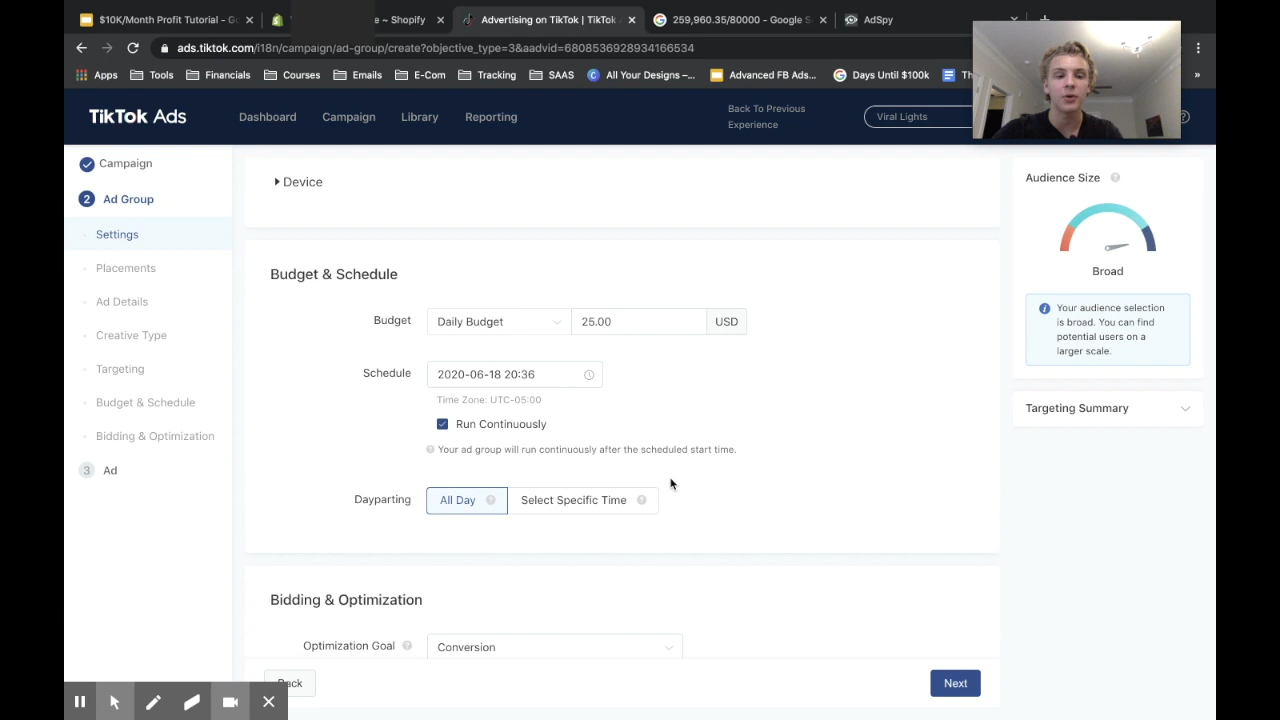 $10K/Month Profit Tutorial - Go
e ~ Shopify
Advertising on TikTok | TikTok
259,960.35/80000 - Google S
AdSpy
ads.tiktok.com/i18n/campaign/ad-group/create?objective_type=3&aadvid=6808536928934166534
Apps
Tools
Financials
Courses
Emails
E-Com
Tracking
SAAS
All Your Designs –...
Advanced FB Ads...
Days Until $100k
Th
»
TikTok Ads
Dashboard
Campaign
Library
Reporting
Back To Previous
Experience
Viral Lights
Campaign
2 Ad Group
Settings
Placements
Ad Details
Creative Type
Targeting
Budget & Schedule
Bidding & Optimization
3 Ad
Device
Budget & Schedule
Budget
Daily Budget
25.00
USD
Schedule
2020-06-18 20:36
Time Zone: UTC-05:00
Run Continuously
Your ad group will run continuously after the scheduled start time.
Dayparting
All Day
Select Specific Time
Bidding & Optimization
Optimization Goal
Conversion
Back
Next
Audience Size
Broad
Your audience selection
is broad. You can find
potential users on a
larger scale.
Targeting Summary